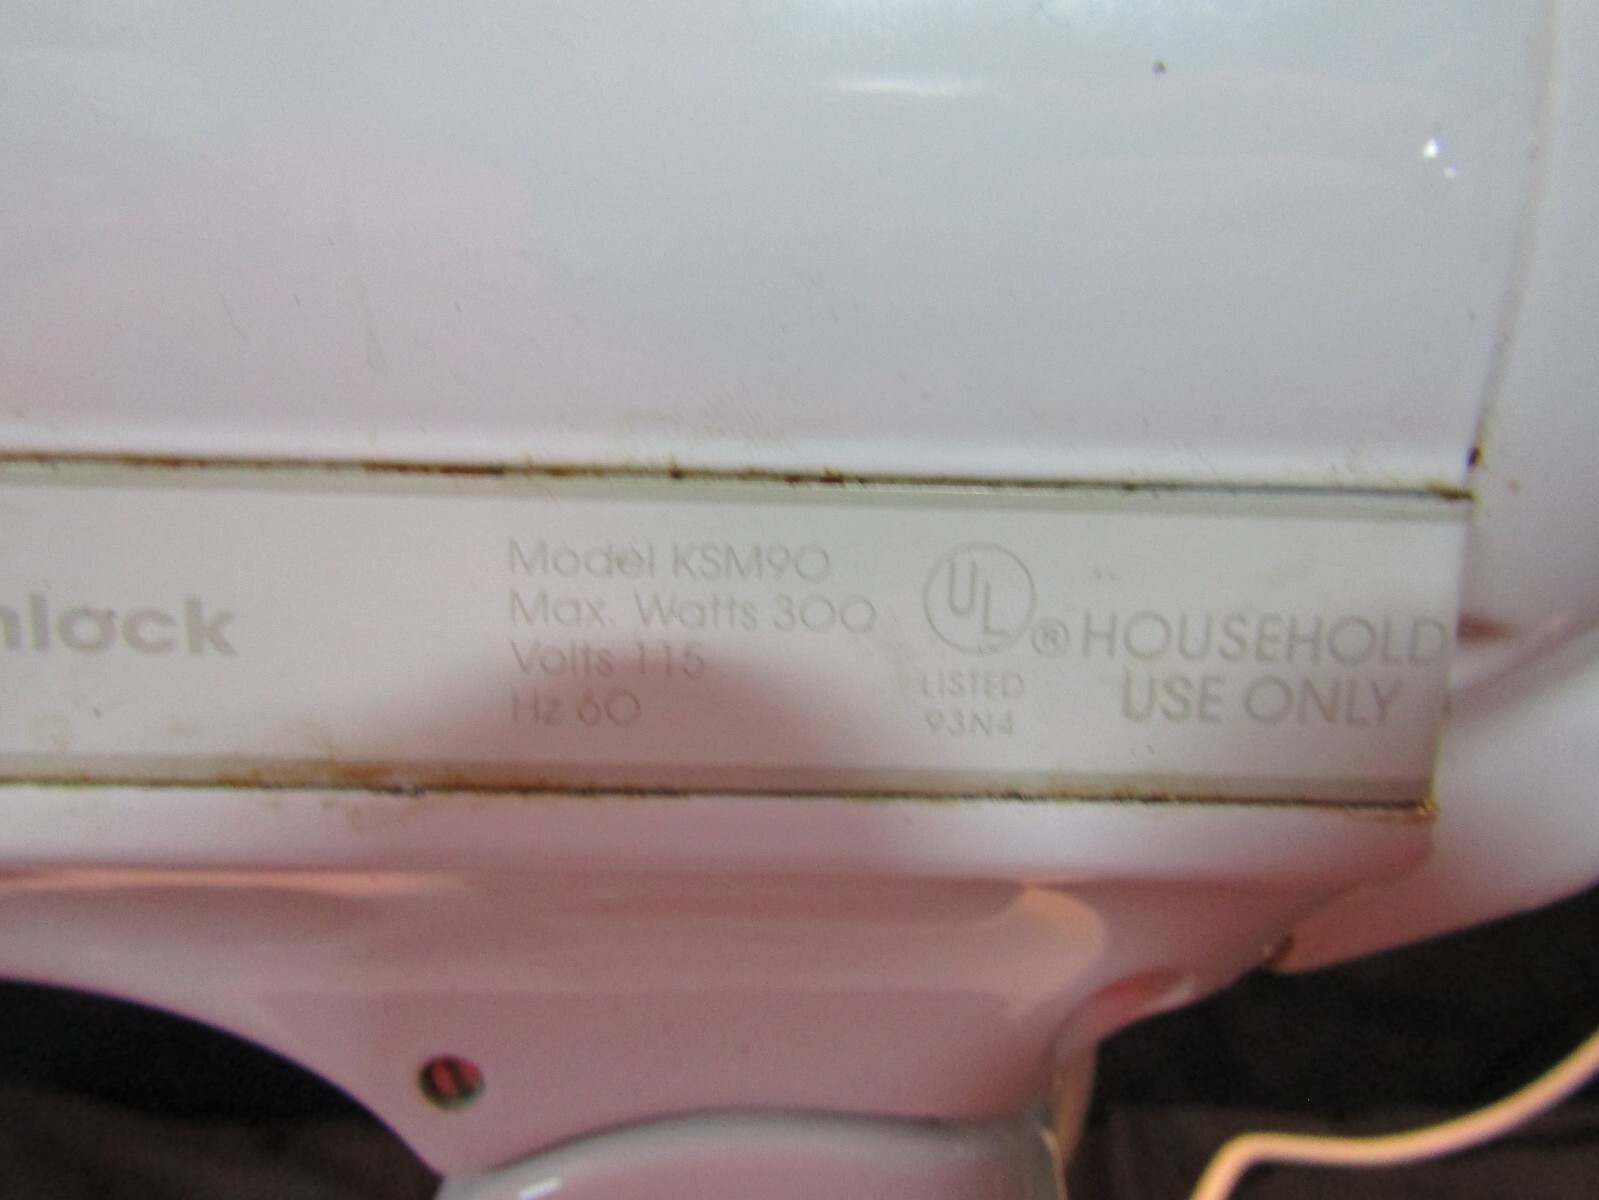 nlock
Model KSM90
Max. Watts 300
Volts 115
Hz 60
UL
®
LISTED
93N4
HOUSEHOLD
USE ONLY